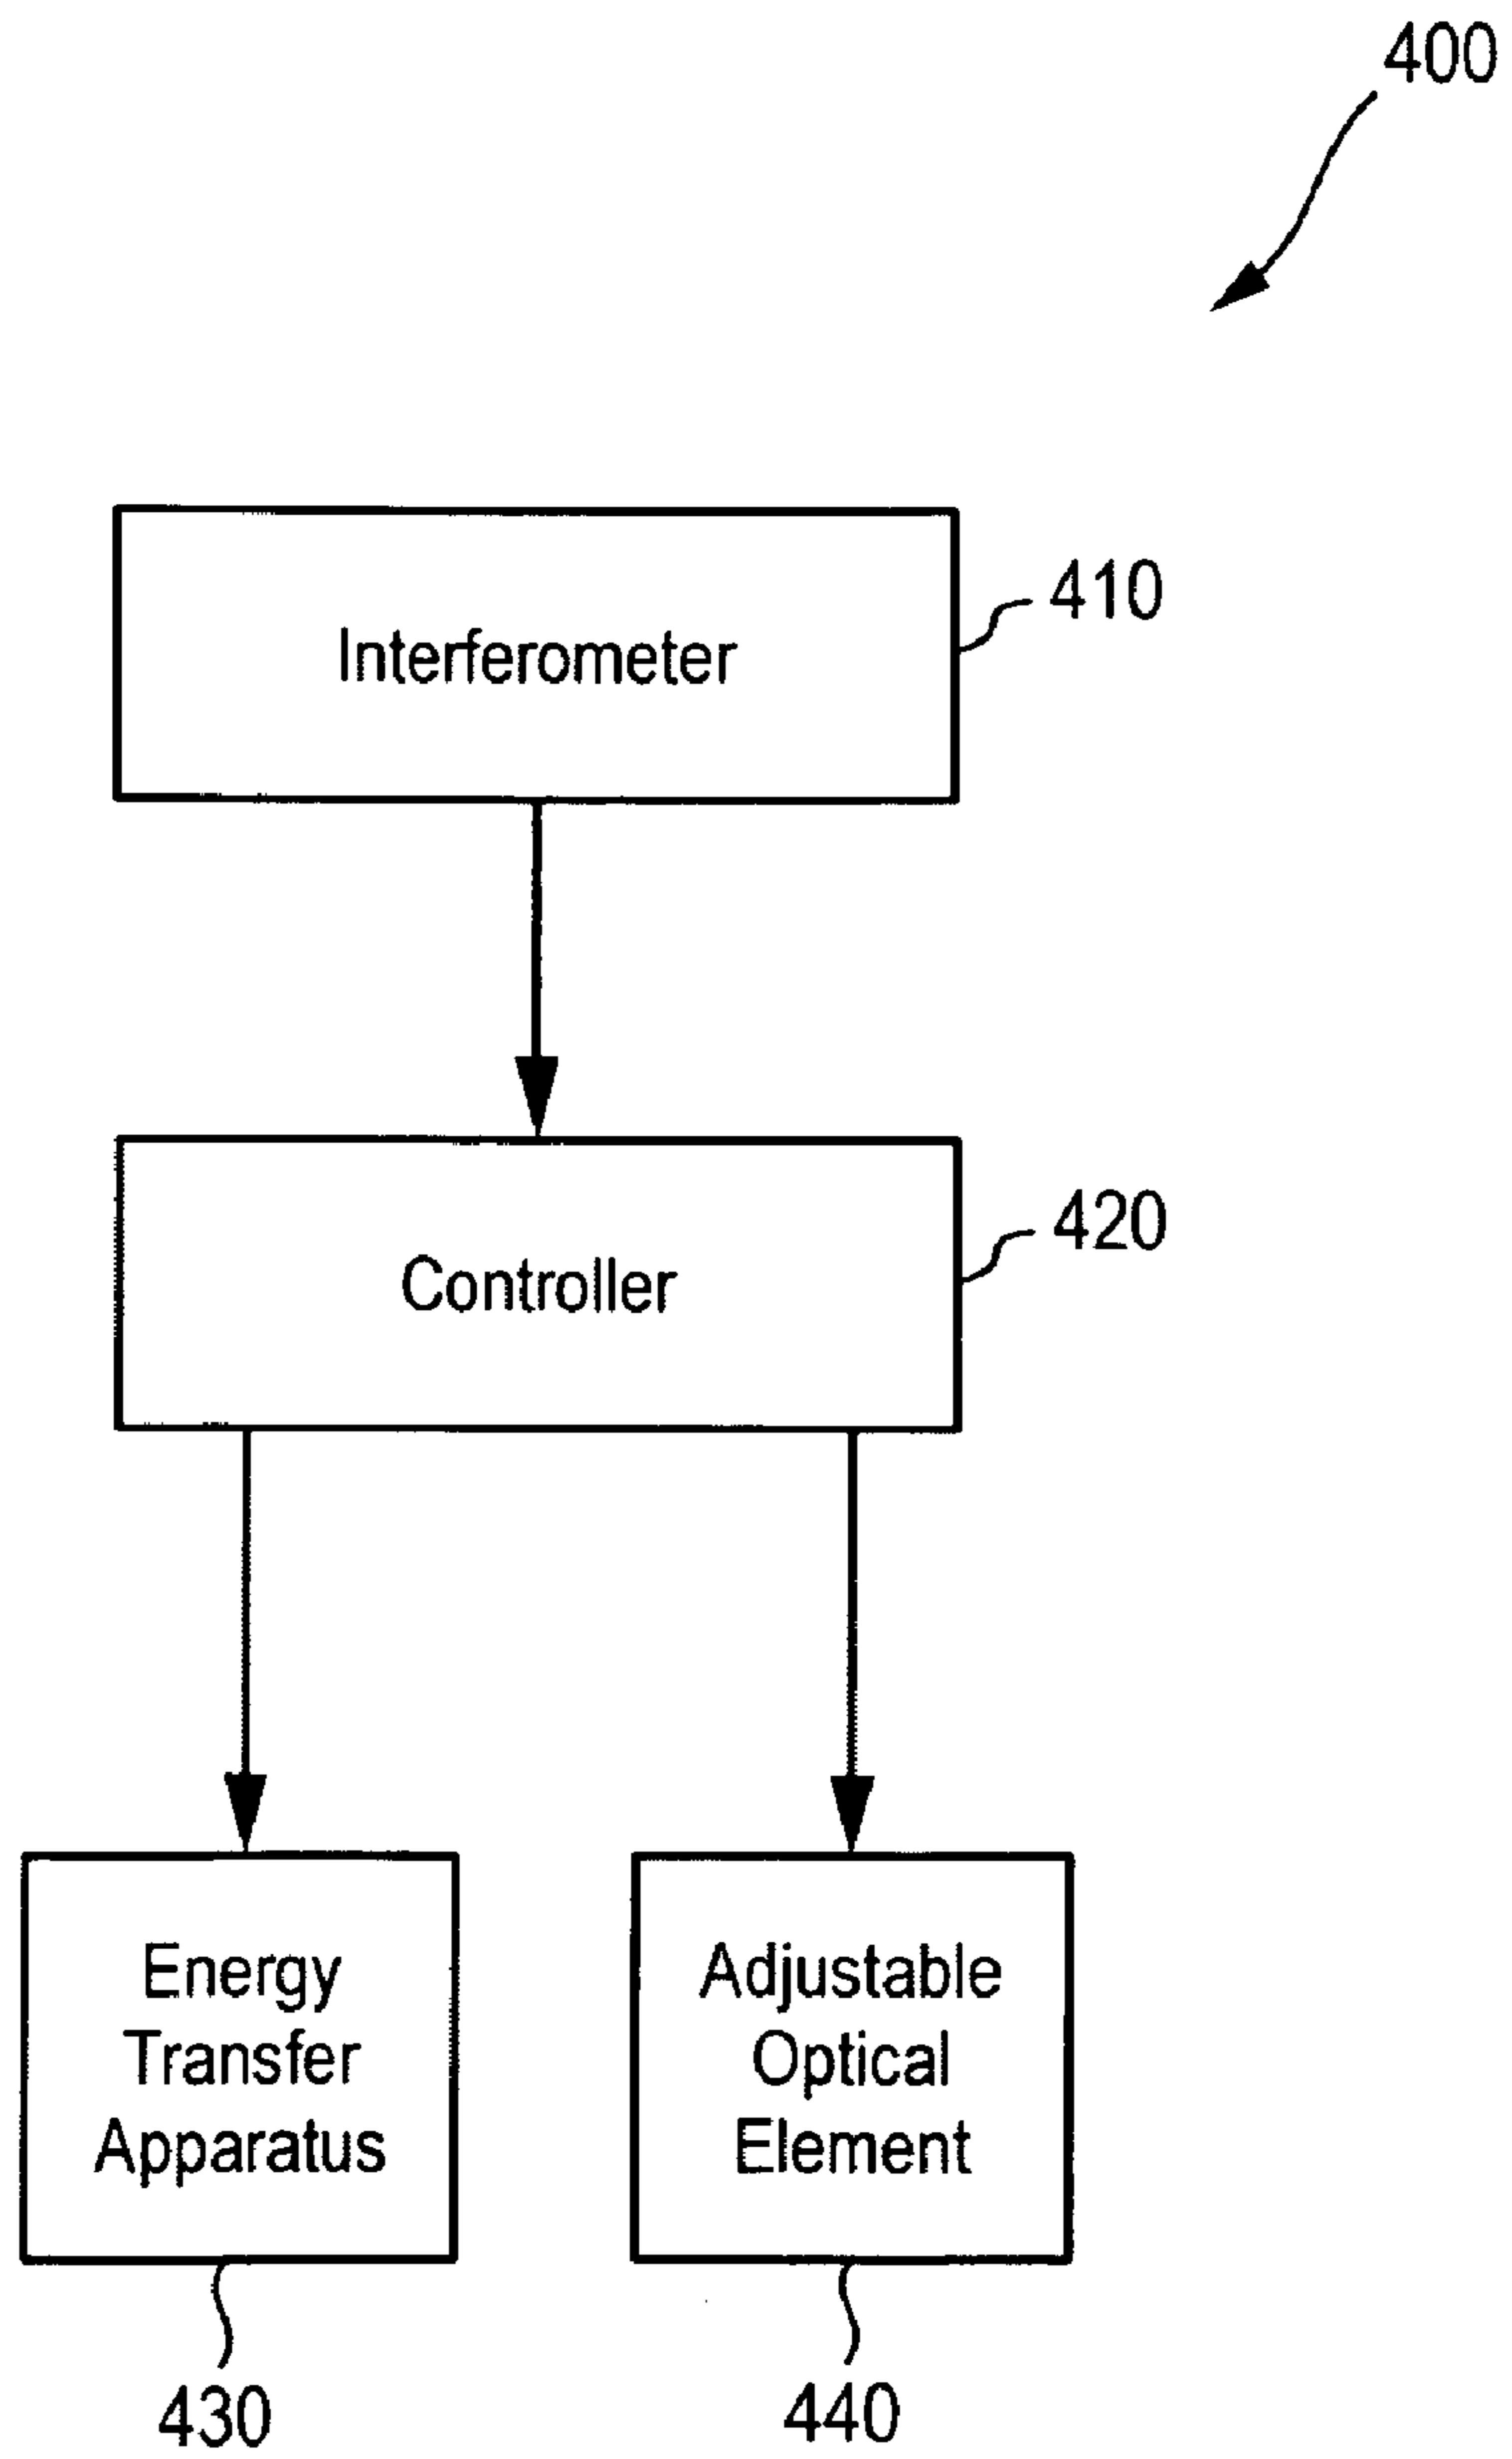 400
Interferometer
410
Controller
420
Energy
Transfer
Apparatus
Adjustable
Optical
Element
430
440